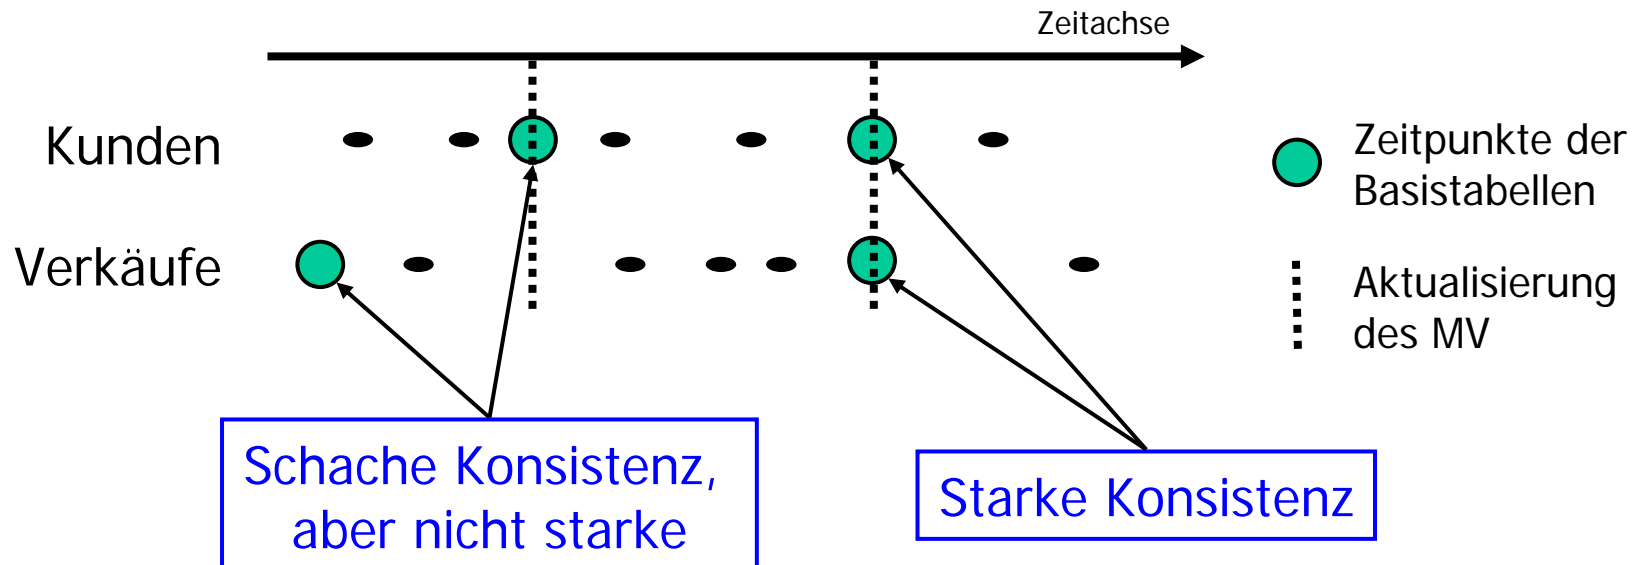 Zeitachse
Kunden
Verkäufe
Zeitpunkte der
Basistabellen
Aktualisierung
des MV
Schache Konsistenz,
aber nicht starke
Starke Konsistenz